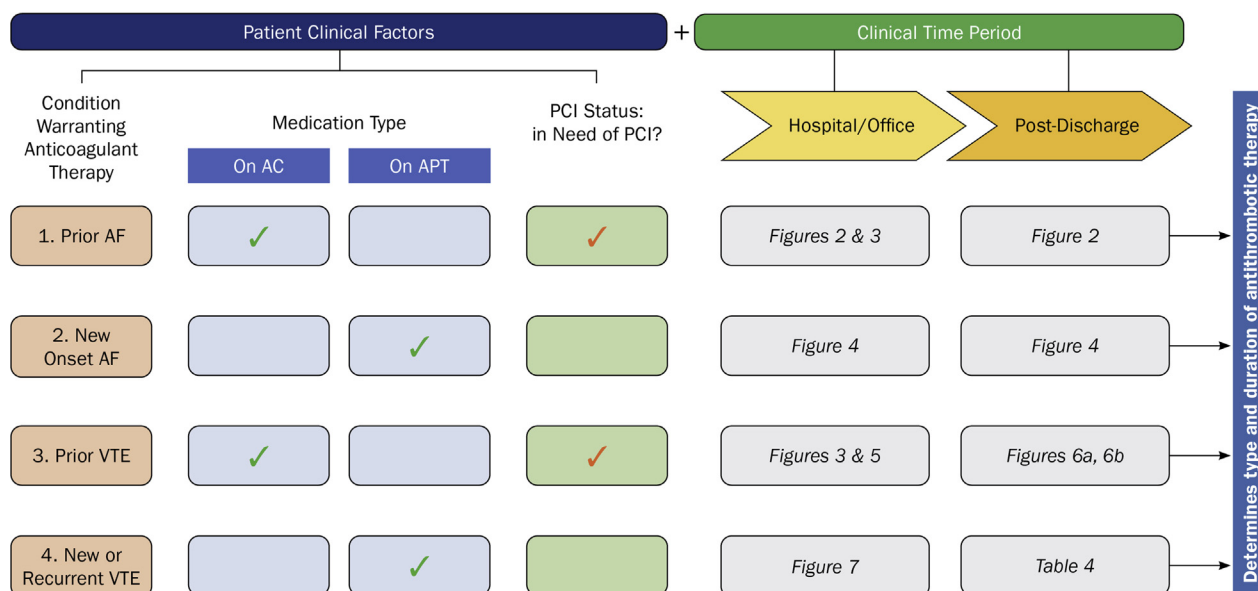 Patient Clinical Factors
+
Clinical Time Period
Condition
Warranting
Anticoagulant
Therapy
Medication Type
On AC
On APT
PCI Status:
in Need of PCI?
Hospital/Office
Post-Discharge
1. Prior AF
✓
✓
Figures 2 & 3
Figure 2
2. New
Onset AF
✓
Figure 4
Figure 4
3. Prior VTE
✓
✓
Figures 3 & 5
Figures 6a, 6b
4. New or
Recurrent VTE
✓
Figure 7
Table 4
Determines type and duration of antithrombotic therapy